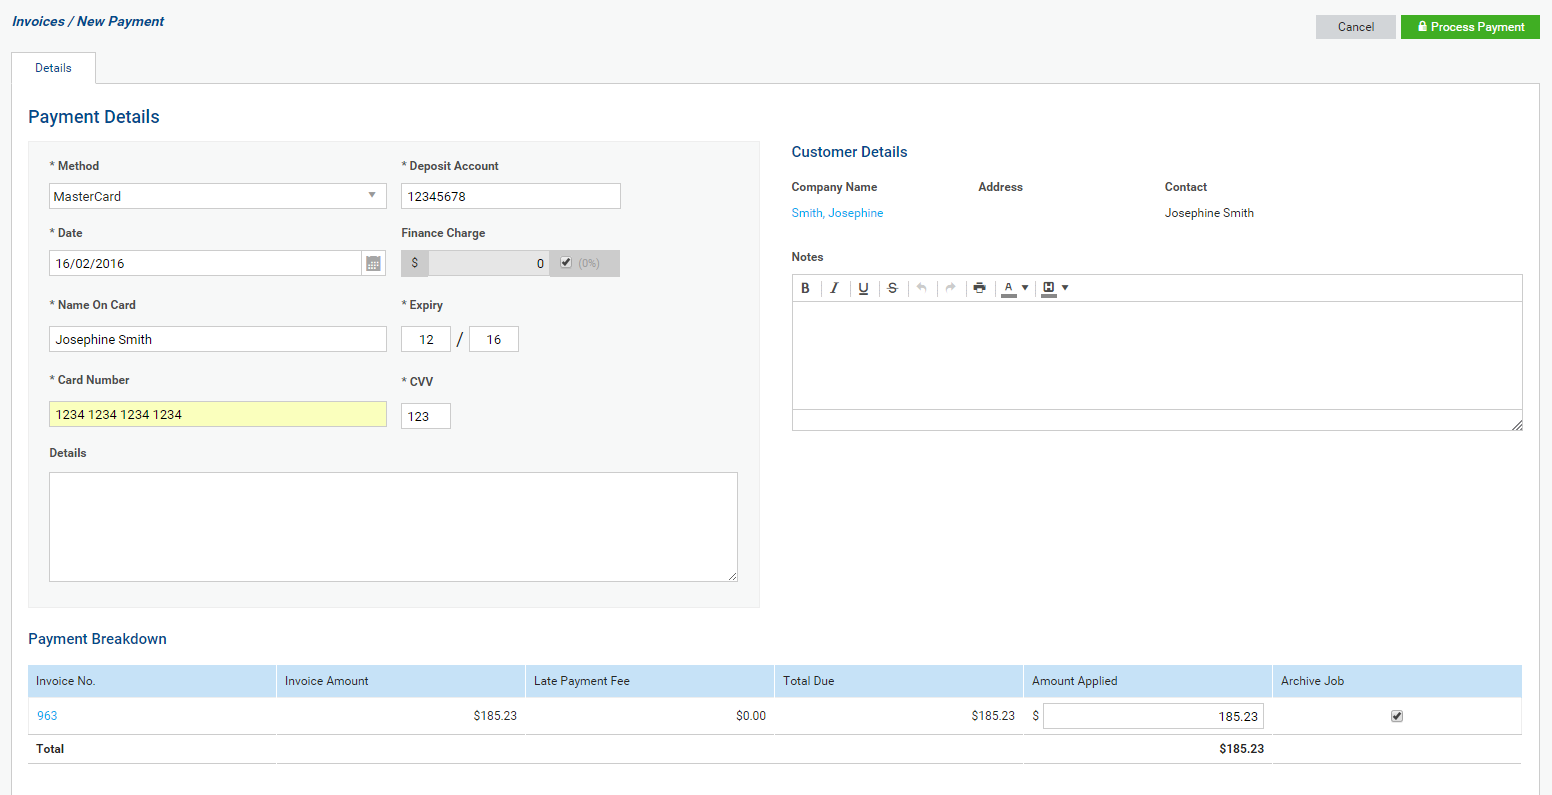 Invoices / New Payment
Cancel
Process Payment
Details
Payment Details
* Method
* Deposit Account
MasterCard
12345678
* Date
Finance Charge
16/02/2016
$ 0 (0%)
* Name On Card
* Expiry
Josephine Smith
12 / 16
* Card Number
* CVV
1234 1234 1234 1234
123
Details
Customer Details
Company Name Address Contact
Smith, Josephine Josephine Smith
Notes
B I U S A H
Payment Breakdown
Invoice No. Invoice Amount Late Payment Fee Total Due Amount Applied Archive Job
963 $185.23 $0.00 $185.23 $ 185.23
Total $185.23